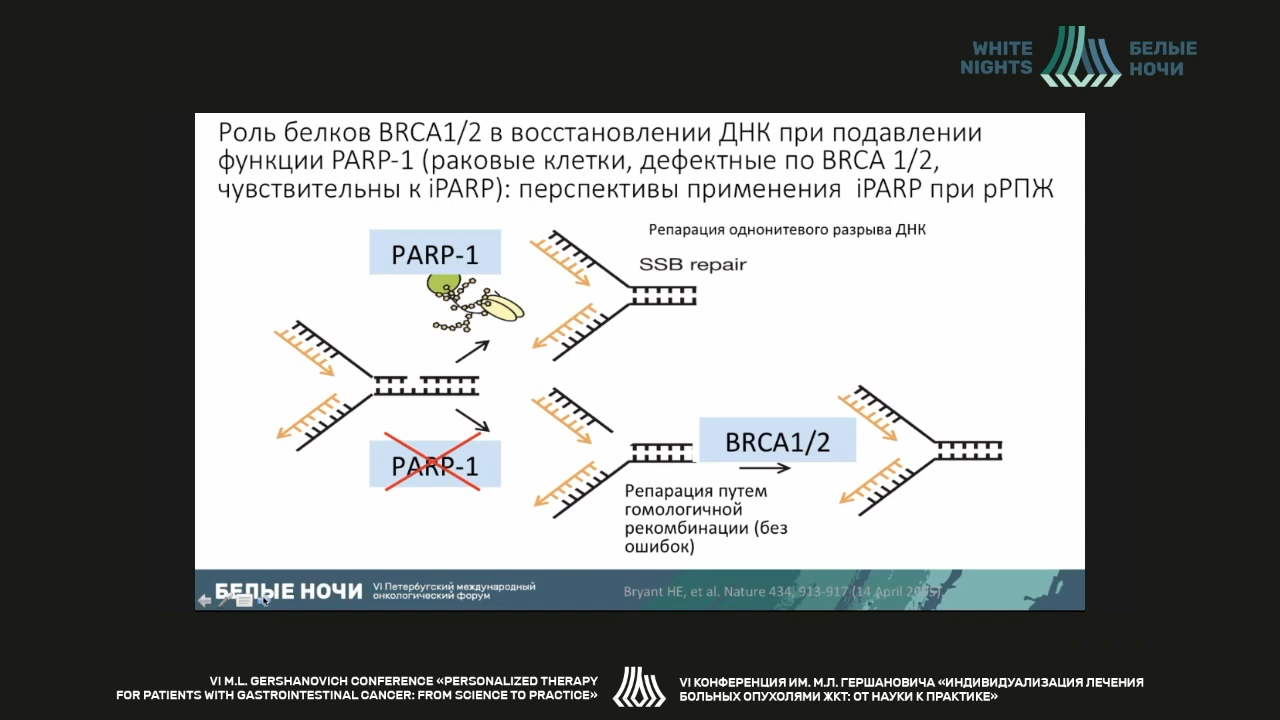 WHITE
NIGHTS
БЕЛЫЕ
НОЧИ
Роль белков BRCA1/2 в восстановлении ДНК при подавлении
функции PARP-1 (раковые клетки, дефектные по BRCA 1/2,
чувствительны к iPARP): перспективы применения iPARP при рРПЖ
PARP-1
Репарация однонитевого разрыва ДНК
SSB repair
PARP-1
BRCA1/2
Репарация путем
гомологичной
рекомбинации (без
ошибок)
БЕЛЫЕ НОЧИ
VI Петербугский международный
онкологический форум
Bryant HE, et al. Nature 434, 913-917 (14 April 2005).
VI M.L. GERSHANOVICH CONFERENCE «PERSONALIZED THERAPY
FOR PATIENTS WITH GASTROINTESTINAL CANCER: FROM SCIENCE TO PRACTICE»
VI КОНФЕРЕНЦИЯ ИМ. М.Л. ГЕРШАНОВИЧА «ИНДИВИДУАЛИЗАЦИЯ ЛЕЧЕНИЯ
БОЛЬНЫХ ОПУХОЛЯМИ ЖКТ: ОТ НАУКИ К ПРАКТИКЕ»